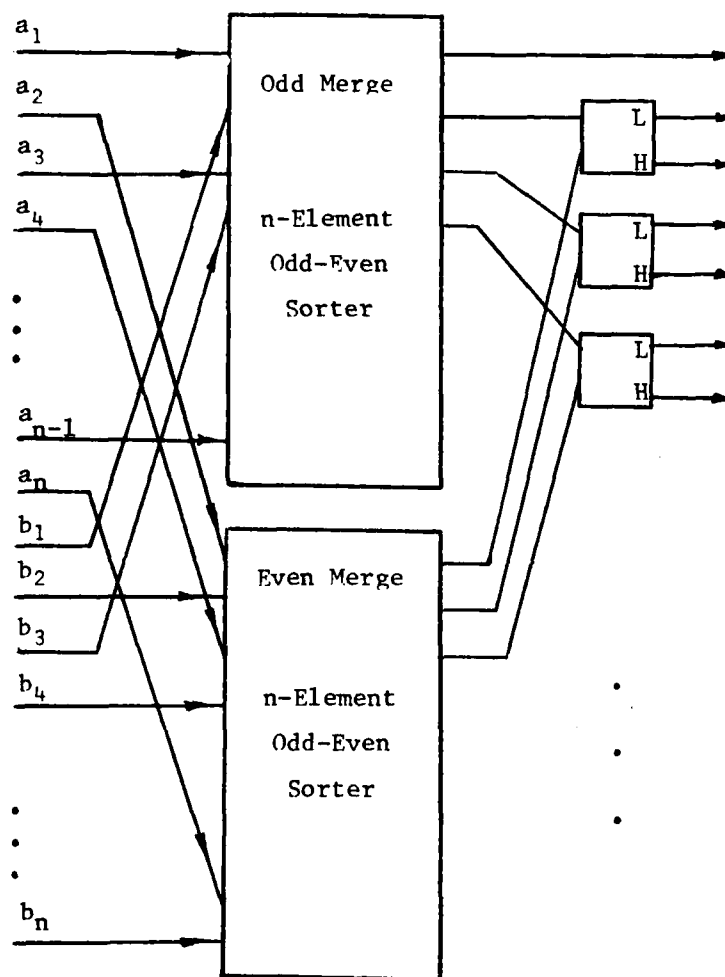 a1
a2
a3
a4
an-1
an
b1
b2
b3
b4
bn
Odd Merge
n-Element
Odd-Even
Sorter
Even Merge
n-Element
Odd-Even
Sorter
L
H
L
H
L
H